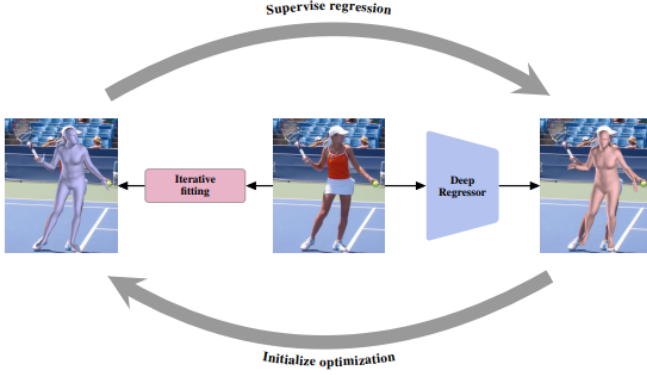 Supervise regression
Iterative
fitting
Deep
Regressor
Initialize optimization